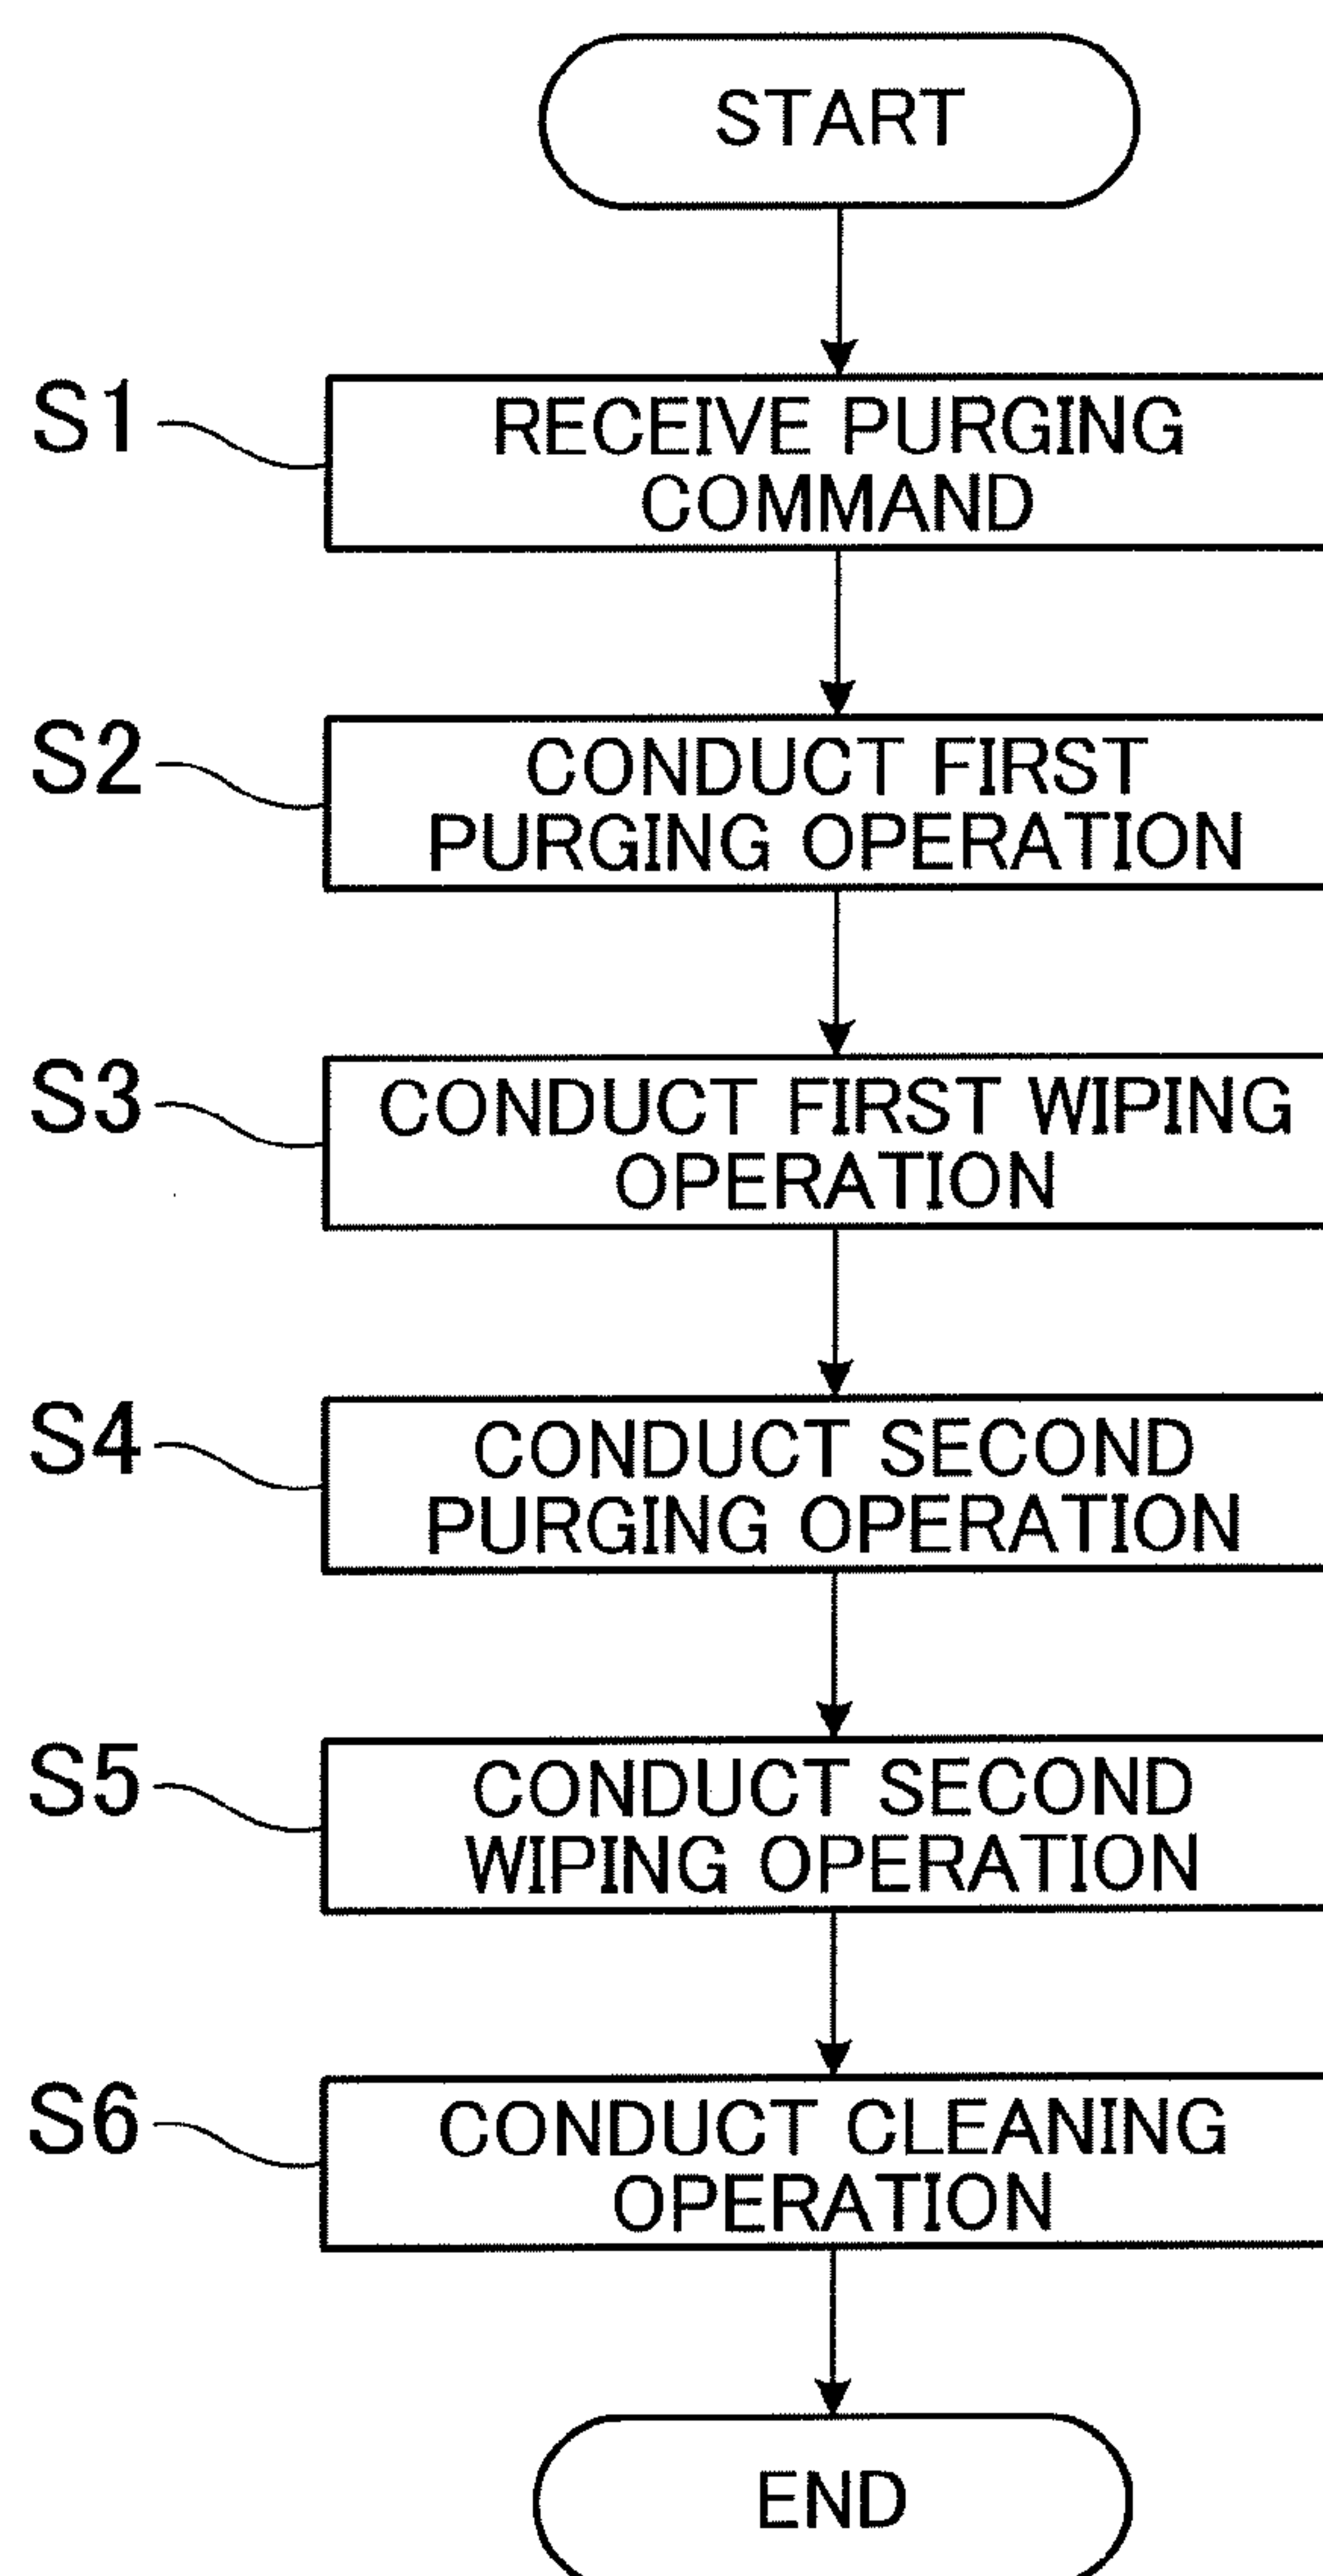 START
S1
RECEIVE PURGING
COMMAND
S2
CONDUCT FIRST
PURGING OPERATION
S3
CONDUCT FIRST WIPING
OPERATION
S4
CONDUCT SECOND
PURGING OPERATION
S5
CONDUCT SECOND
WIPING OPERATION
S6
CONDUCT CLEANING
OPERATION
END